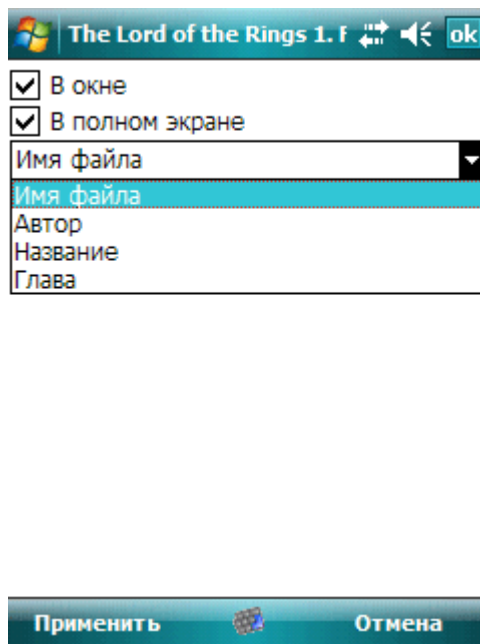 The Lord of the Rings 1. F
ok
В окне
В полном экране
Имя файла
Имя файла
Автор
Название
Глава
Применить
Отмена